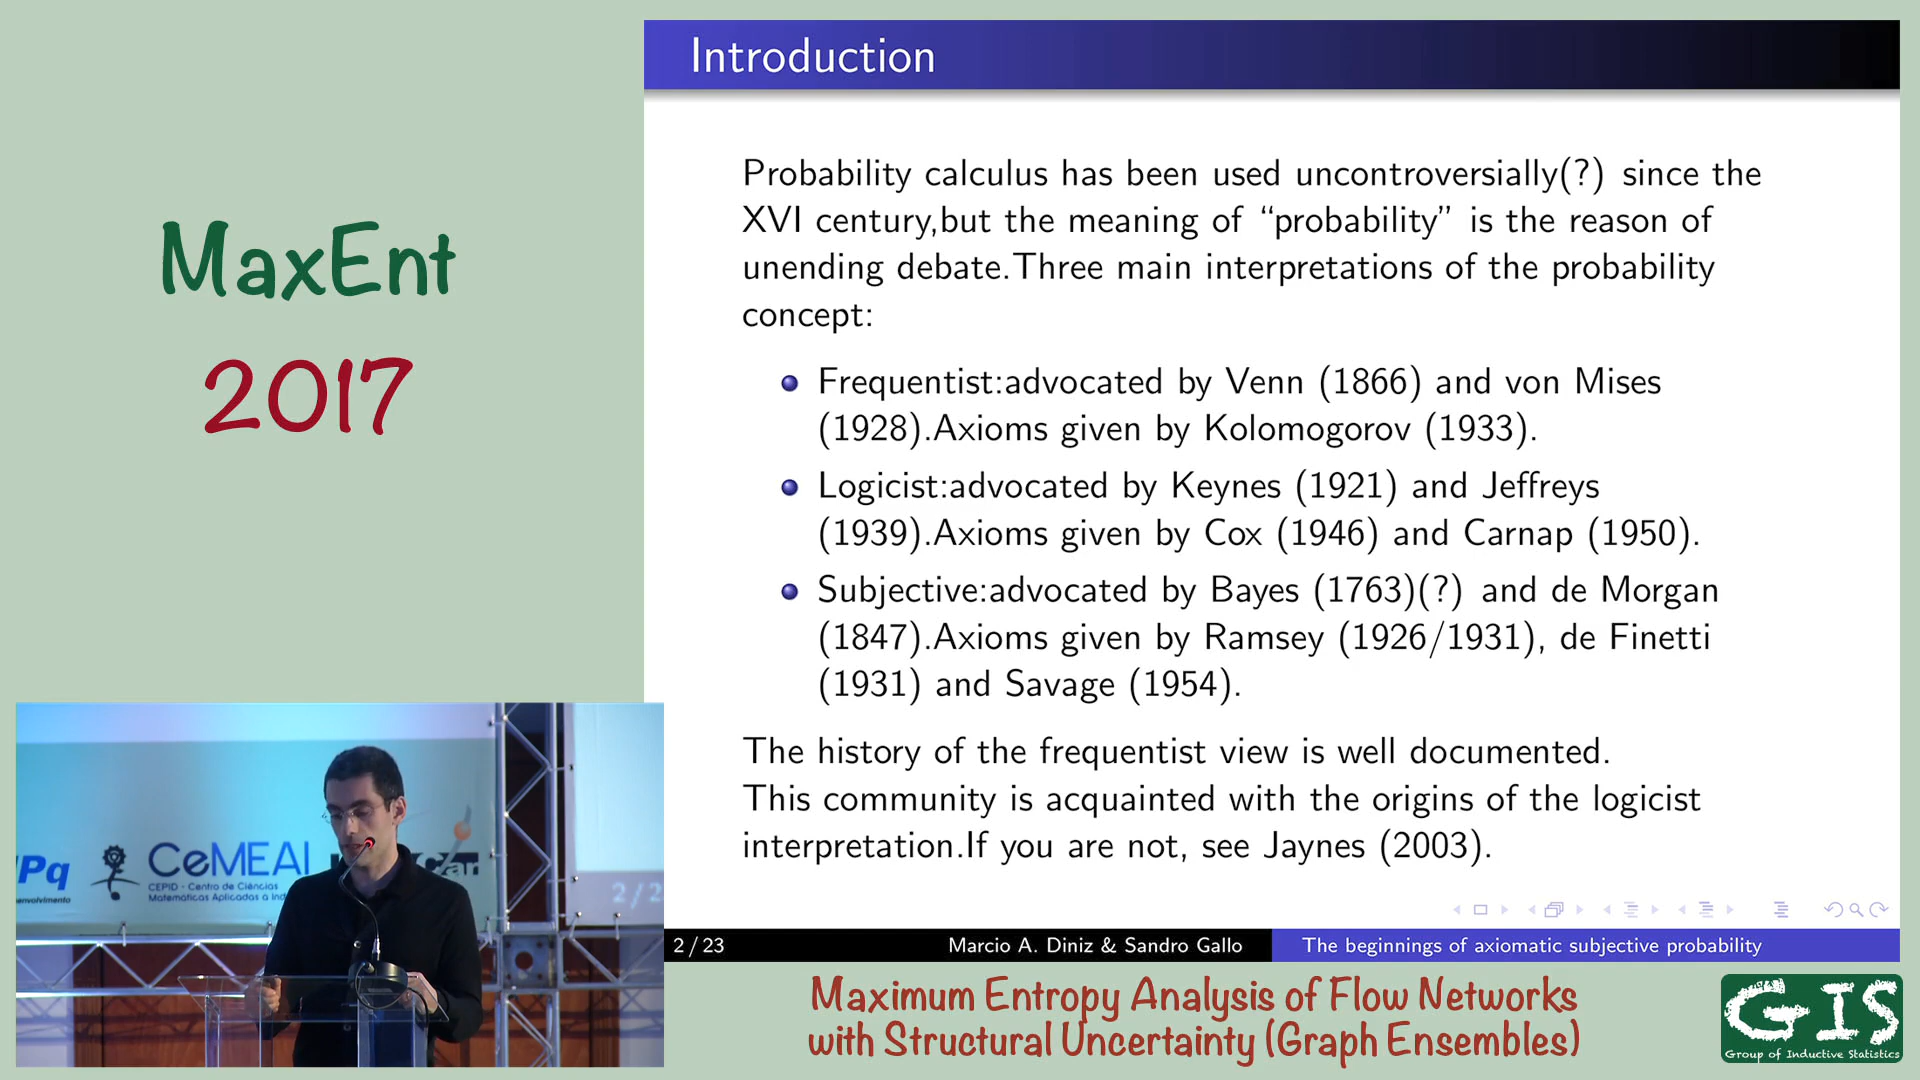 MaxEnt
2017
Introduction
Probability calculus has been used uncontroversially(?) since the
XVI century,but the meaning of “probability” is the reason of
unending debate.Three main interpretations of the probability
concept:
Frequentist:advocated by Venn (1866) and von Mises
(1928).Axioms given by Kolomogorov (1933).
Logicist:advocated by Keynes (1921) and Jeffreys
(1939).Axioms given by Cox (1946) and Carnap (1950).
Subjective:advocated by Bayes (1763)(?) and de Morgan
(1847).Axioms given by Ramsey (1926/1931), de Finetti
(1931) and Savage (1954).
The history of the frequentist view is well documented.
This community is acquainted with the origins of the logicist
interpretation.If you are not, see Jaynes (2003).
2 / 23
Marcio A. Diniz & Sandro Gallo
The beginnings of axiomatic subjective probability
Pq
CeMEAI
CEPID - Centro de Ciências
Matemáticas Aplicadas à
2/2
Maximum Entropy Analysis of Flow Networks
with Structural Uncertainty (Graph Ensembles)
GIS
Group of Inductive Statistics